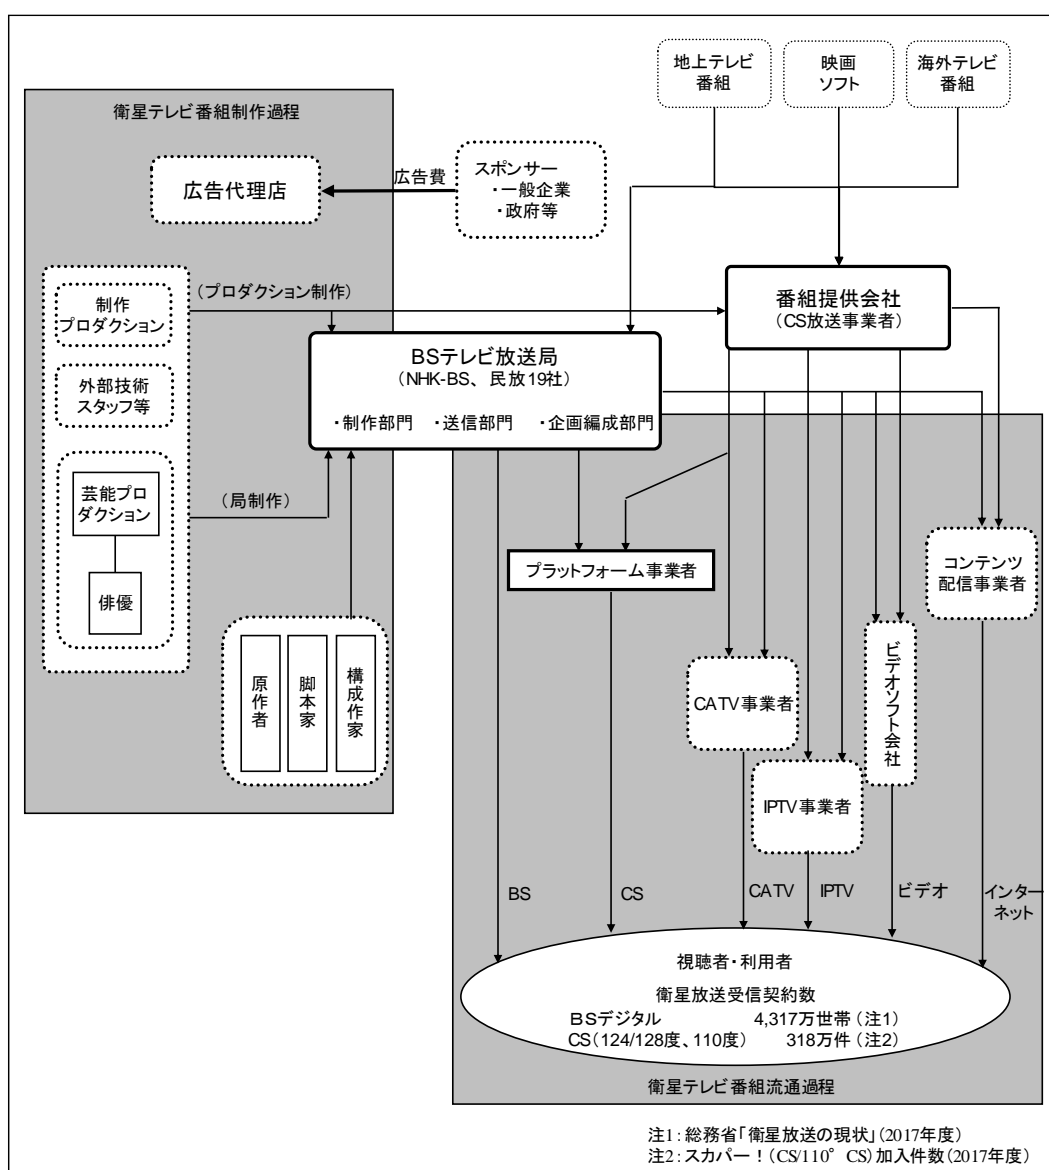 地上テレビ
番組
映画
ソフト
海外テレビ
番組
衛星テレビ番組制作過程
広告代理店
広告費
スポンサー
・一般企業
・政府等
(プロダクション制作)
制作
プロダクション
外部技術
スタッフ等
芸能プロ
ダクション
俳優
(局制作)
原作者
脚本家
構成作家
番組提供会社
(CS放送事業者)
BSテレビ放送局
(NHK-BS、民放19社)
・制作部門 ・送信部門 ・企画編成部門
プラットフォーム事業者
コンテンツ
配信事業者
CATV事業者
ビデオソフト会社
IPTV事業者
BS
CS
CATV
IPTV
ビデオ
インター
ネット
視聴者・利用者
衛星放送受信契約数
BSデジタル 4,317万世帯(注1)
CS(124/128度、110度) 318万件(注2)
衛星テレビ番組流通過程
注1:総務省「衛星放送の現状」(2017年度)
注2:スカパー!(CS/110°CS)加入件数(2017年度)